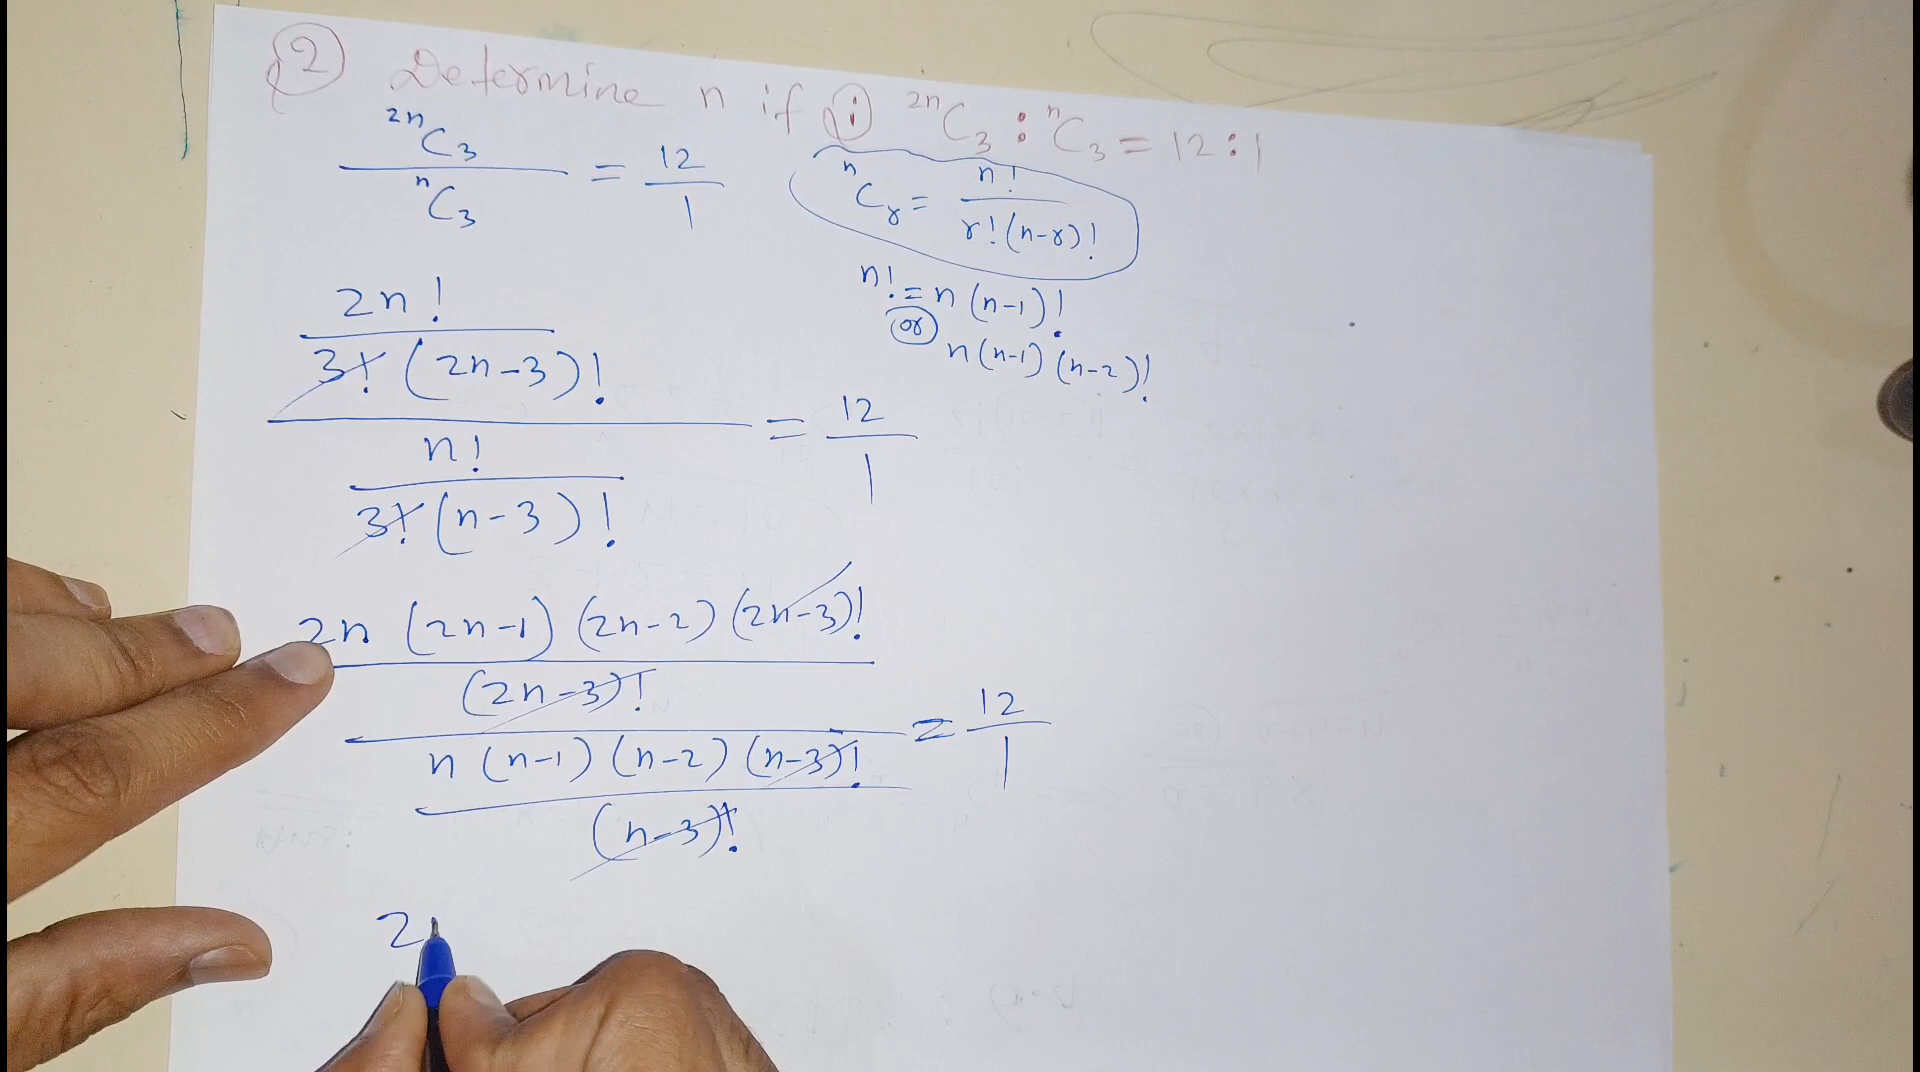 ② Determine n if ⓘ ²ⁿC₃ : ⁿC₃ = 12 : 1
²ⁿC₃ / ⁿC₃ = 12 / 1
ⁿCᵣ = n! / r!(n-r)!
n! = n(n-1)!
or
n(n-1)(n-2)!
2n! / 3!(2n-3)!
= 12 / 1
n! / 3!(n-3)!
2n (2n-1) (2n-2) (2n-3)!
(2n-3)!
= 12 / 1
n (n-1) (n-2) (n-3)!
(n-3)!
2